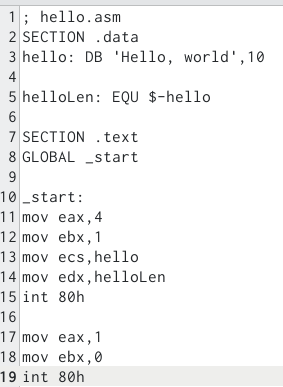 1 ; hello.asm
2 SECTION .data
3 hello: DB 'Hello, world',10
4
5 helloLen: EQU $-hello
6
7 SECTION .text
8 GLOBAL _start
9
10 _start:
11 mov eax,4
12 mov ebx,1
13 mov ecs,hello
14 mov edx,helloLen
15 int 80h
16
17 mov eax,1
18 mov ebx,0
19 int 80h